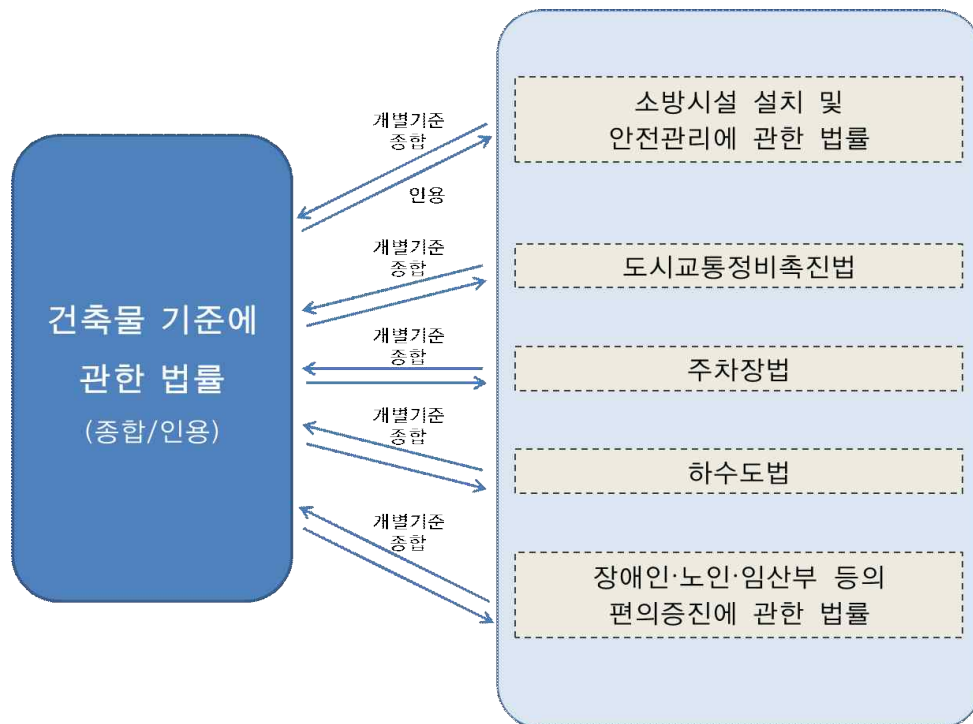 건축물 기준에
관한 법률
(종합/인용)
개별기준
종합
인용
개별기준
종합
개별기준
종합
개별기준
종합
개별기준
종합
소방시설 설치 및
안전관리에 관한 법률
도시교통정비촉진법
주차장법
하수도법
장애인·노인·임산부 등의
편의증진에 관한 법률